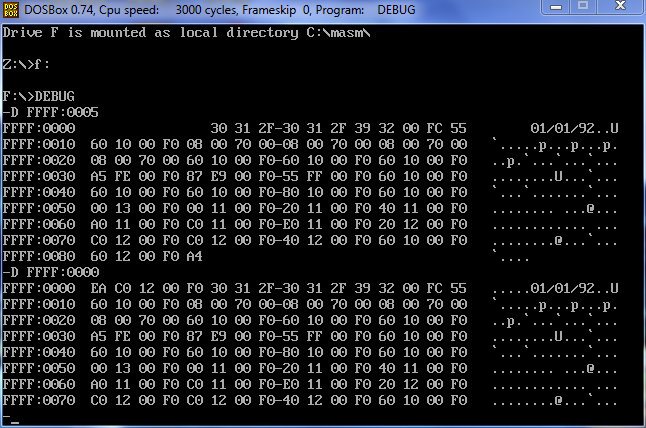 DOSBox 0.74, Cpu speed:    3000 cycles, Frameskip  0, Program:    DEBUG
Drive F is mounted as local directory C:\masm\
Z:\>f:
F:\>DEBUG
-D FFFF:0005
FFFF:0000                 30 31 2F-30 31 2F 39 32 00 FC 55        01/01/92..U
FFFF:0010  60 10 00 F0 08 00 70 00-08 00 70 00 08 00 70 00   `.....p...p...p.
FFFF:0020  08 00 70 00 60 10 00 F0-60 10 00 F0 60 10 00 F0   ..p.`...`...`...
FFFF:0030  A5 FE 00 F0 87 E9 00 F0-55 FF 00 F0 60 10 00 F0   ........U...`...
FFFF:0040  60 10 00 F0 60 10 00 F0-80 10 00 F0 60 10 00 F0   `...`.......`...
FFFF:0050  00 13 00 F0 00 11 00 F0-20 11 00 F0 40 11 00 F0   ........ ...@...
FFFF:0060  A0 11 00 F0 C0 11 00 F0-E0 11 00 F0 20 12 00 F0   ............ ...
FFFF:0070  C0 12 00 F0 C0 12 00 F0-40 12 00 F0 60 10 00 F0   ........@...`...
FFFF:0080  60 12 00 F0 A4                                    `....
-D FFFF:0000
FFFF:0000  EA C0 12 00 F0 30 31 2F-30 31 2F 39 32 00 FC 55   .....01/01/92..U
FFFF:0010  60 10 00 F0 08 00 70 00-08 00 70 00 08 00 70 00   `.....p...p...p.
FFFF:0020  08 00 70 00 60 10 00 F0-60 10 00 F0 60 10 00 F0   ..p.`...`...`...
FFFF:0030  A5 FE 00 F0 87 E9 00 F0-55 FF 00 F0 60 10 00 F0   ........U...`...
FFFF:0040  60 10 00 F0 60 10 00 F0-80 10 00 F0 60 10 00 F0   `...`.......`...
FFFF:0050  00 13 00 F0 00 11 00 F0-20 11 00 F0 40 11 00 F0   ........ ...@...
FFFF:0060  A0 11 00 F0 C0 11 00 F0-E0 11 00 F0 20 12 00 F0   ............ ...
FFFF:0070  C0 12 00 F0 C0 12 00 F0-40 12 00 F0 60 10 00 F0   ........@...`...
-_